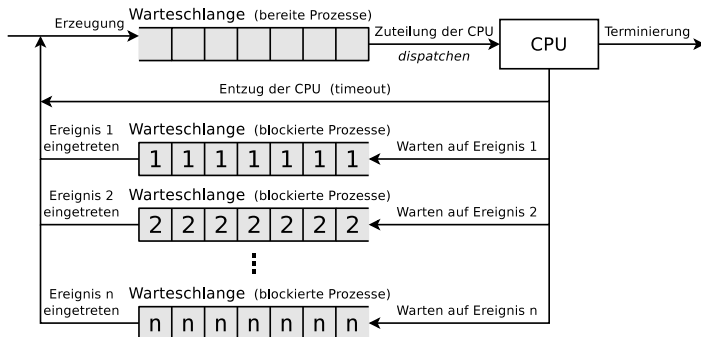 Erzeugung
Warteschlange (bereite Prozesse)
Zuteilung der CPU
dispatchen
CPU
Terminierung
Entzug der CPU (timeout)
Ereignis 1
eingetreten
Warteschlange (blockierte Prozesse)
1 1 1 1 1 1 1
Warten auf Ereignis 1
Ereignis 2
eingetreten
Warteschlange (blockierte Prozesse)
2 2 2 2 2 2 2
Warten auf Ereignis 2
Ereignis n
eingetreten
Warteschlange (blockierte Prozesse)
n n n n n n n
Warten auf Ereignis n